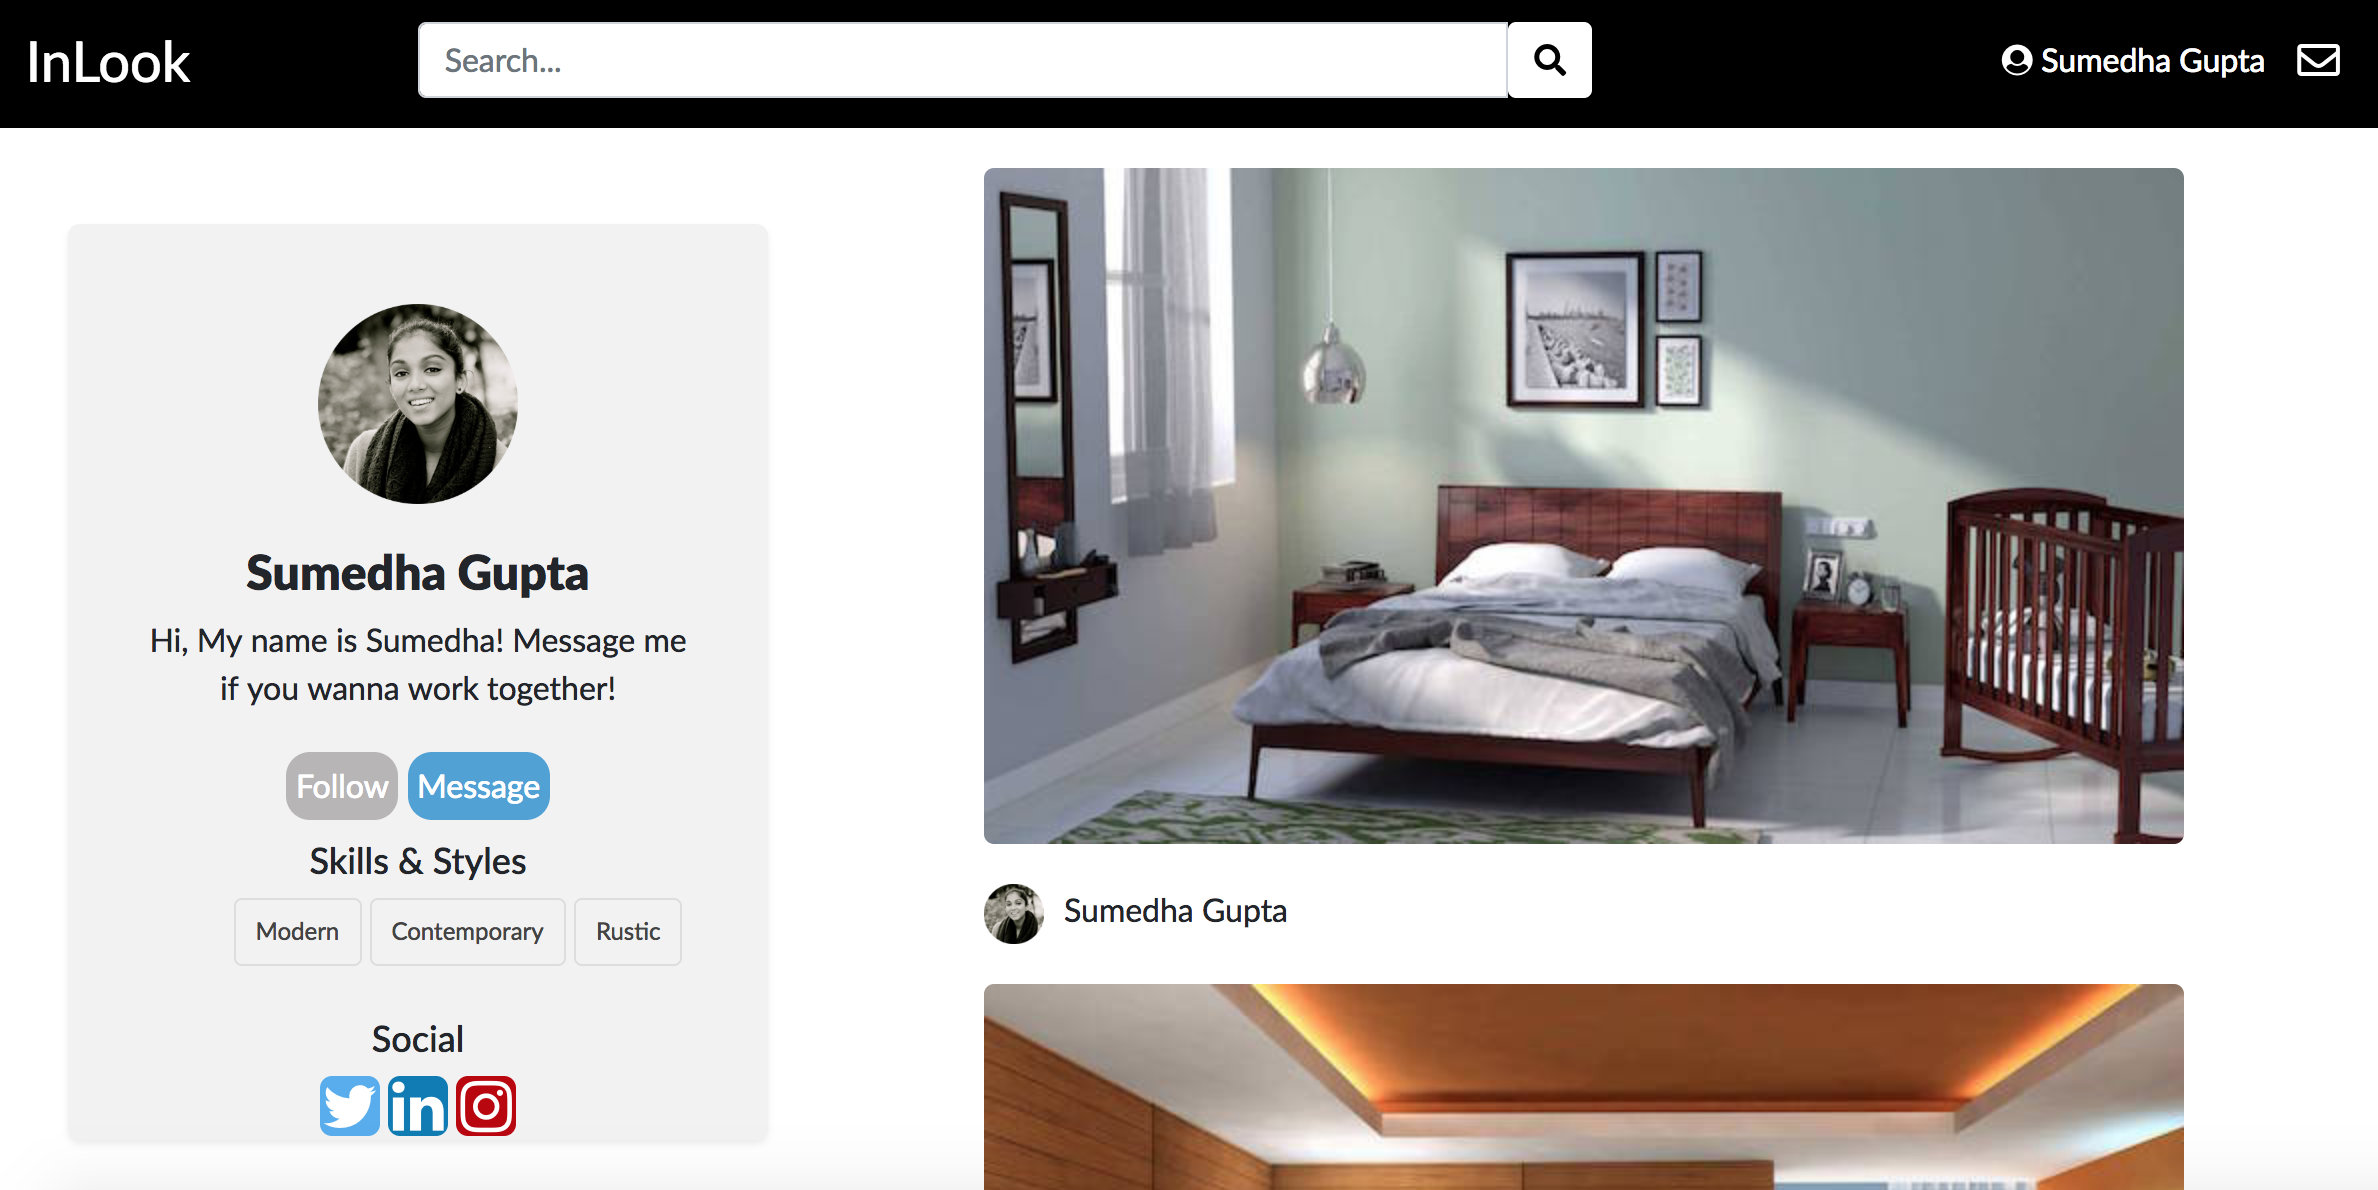 InLook
Search...
Sumedha Gupta
Sumedha Gupta
Hi, My name is Sumedha! Message me
if you wanna work together!
Follow
Message
Skills & Styles
Modern
Contemporary
Rustic
Social
in
Sumedha Gupta